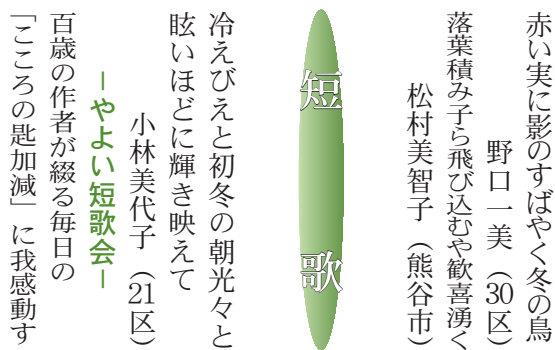 赤い実に影のすばやく冬の鳥
野口一美（30区）
落葉積み子ら飛び込むや歓喜湧く
松村美智子（熊谷市）
短歌
冷えびえと初冬の朝光々と
眩いほどに輝き映えて
小林美代子（21区）
－やよい短歌会－
百歳の作者が綴る毎日の
「こころの匙加減」に我感動す